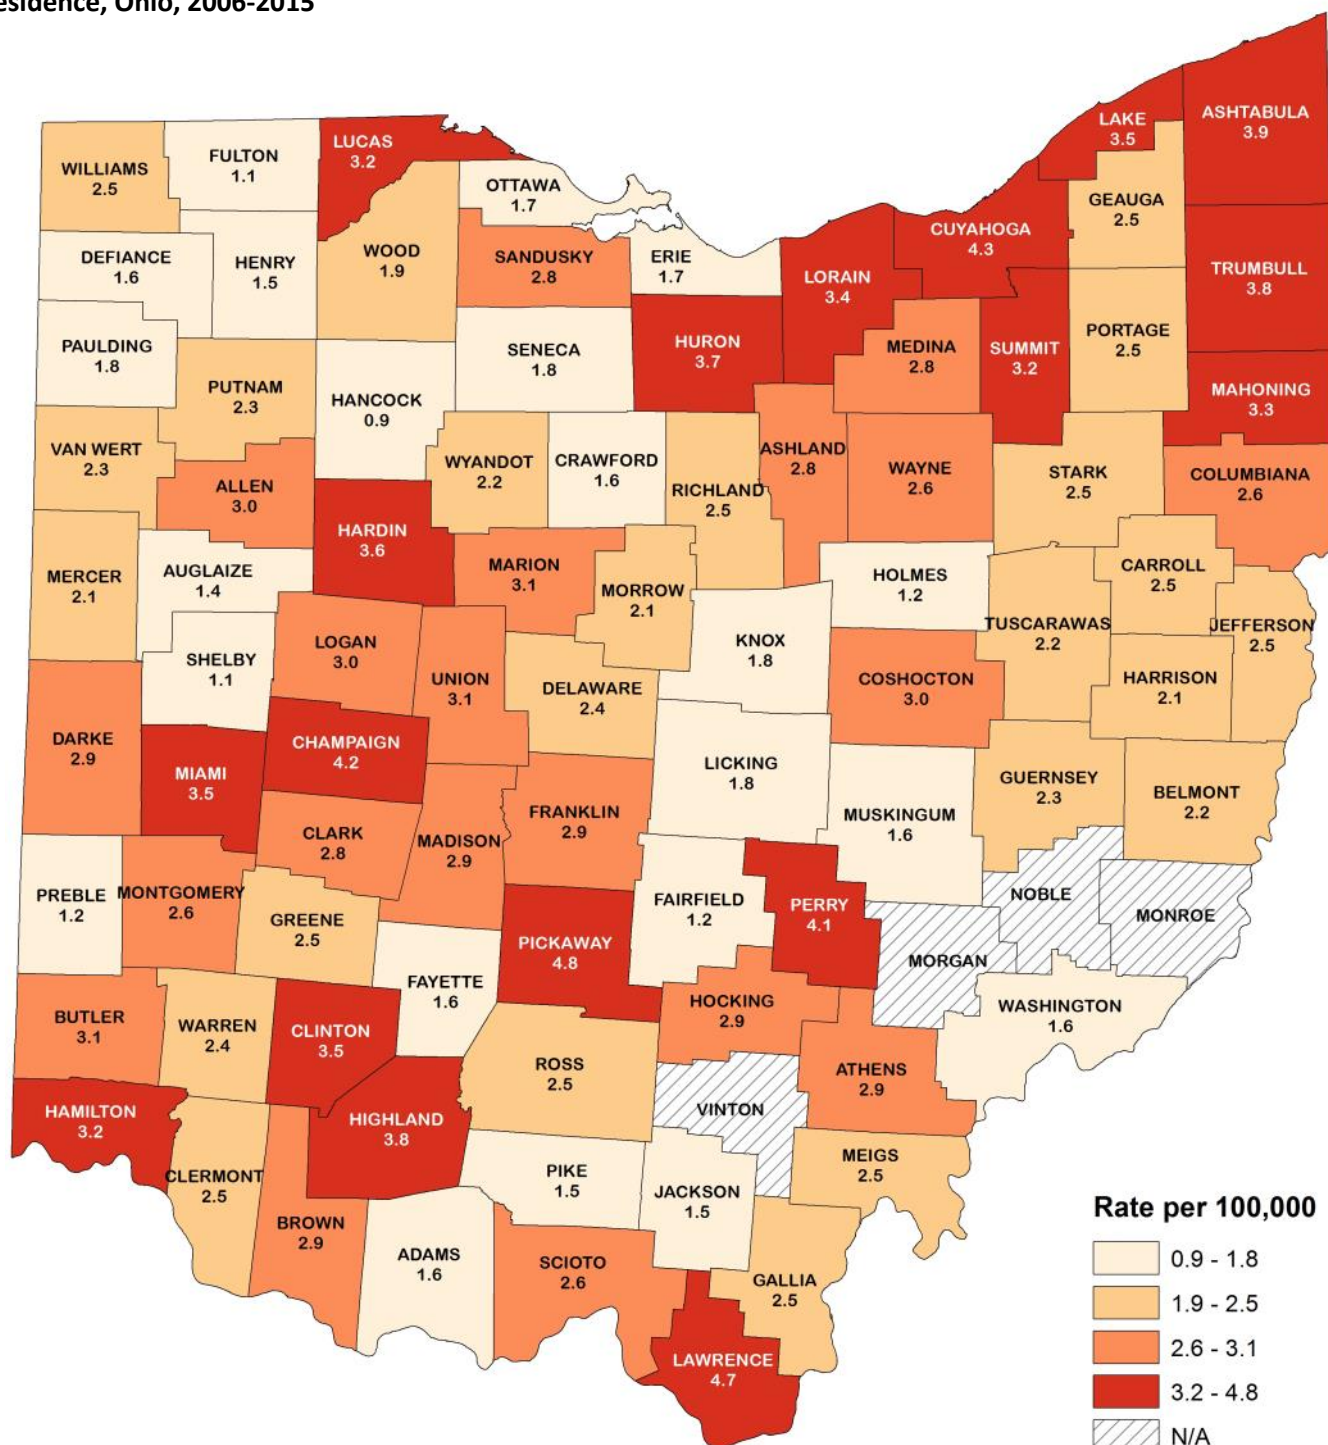 esidence, Ohio, 2006-2015
ASHTABULA
3.9
LAKE
3.5
LUCAS
3.2
FULTON
1.1
WILLIAMS
2.5
OTTAWA
1.7
GEAUGA
2.5
CUYAHOGA
4.3
WOOD
1.9
SANDUSKY
2.8
ERIE
1.7
DEFIANCE
1.6
HENRY
1.5
LORAIN
3.4
TRUMBULL
3.8
PAULDING
1.8
SENECA
1.8
HURON
3.7
MEDINA
2.8
SUMMIT
3.2
PORTAGE
2.5
PUTNAM
2.3
HANCOCK
0.9
MAHONING
3.3
VAN WERT
2.3
ALLEN
3.0
WYANDOT
2.2
CRAWFORD
1.6
RICHLAND
2.5
ASHLAND
2.8
WAYNE
2.6
STARK
2.5
COLUMBIANA
2.6
HARDIN
3.6
MERCER
2.1
AUGLAIZE
1.4
MARION
3.1
MORROW
2.1
HOLMES
1.2
CARROLL
2.5
TUSCARAWAS
2.2
JEFFERSON
2.5
SHELBY
1.1
LOGAN
3.0
UNION
3.1
KNOX
1.8
COSHOCTON
3.0
HARRISON
2.1
DELAWARE
2.4
DARKE
2.9
CHAMPAIGN
4.2
MIAMI
3.5
LICKING
1.8
GUERNSEY
2.3
BELMONT
2.2
MUSKINGUM
1.6
FRANKLIN
2.9
CLARK
2.8
MADISON
2.9
PREBLE
1.2
MONTGOMERY
2.6
FAIRFIELD
1.2
PERRY
4.1
NOBLE
MONROE
GREENE
2.5
PICKAWAY
4.8
MORGAN
FAYETTE
1.6
HOCKING
2.9
WASHINGTON
1.6
BUTLER
3.1
WARREN
2.4
CLINTON
3.5
ROSS
2.5
ATHENS
2.9
HAMILTON
3.2
HIGHLAND
3.8
VINTON
CLERMONT
2.5
PIKE
1.5
JACKSON
1.5
MEIGS
2.5
BROWN
2.9
ADAMS
1.6
SCIOTO
2.6
GALLIA
2.5
LAWRENCE
4.7
Rate per 100,000
0.9 - 1.8
1.9 - 2.5
2.6 - 3.1
3.2 - 4.8
N/A